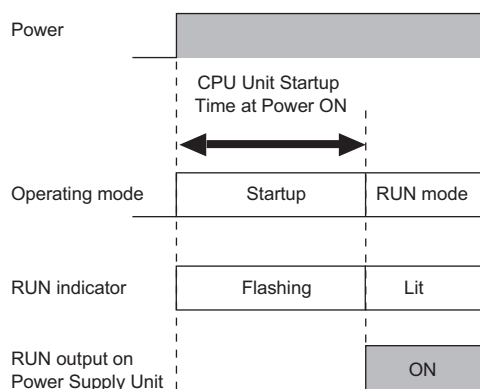 Power
CPU Unit Startup
Time at Power ON
Operating mode
Startup
RUN mode
RUN indicator
Flashing
Lit
RUN output on
Power Supply Unit
ON